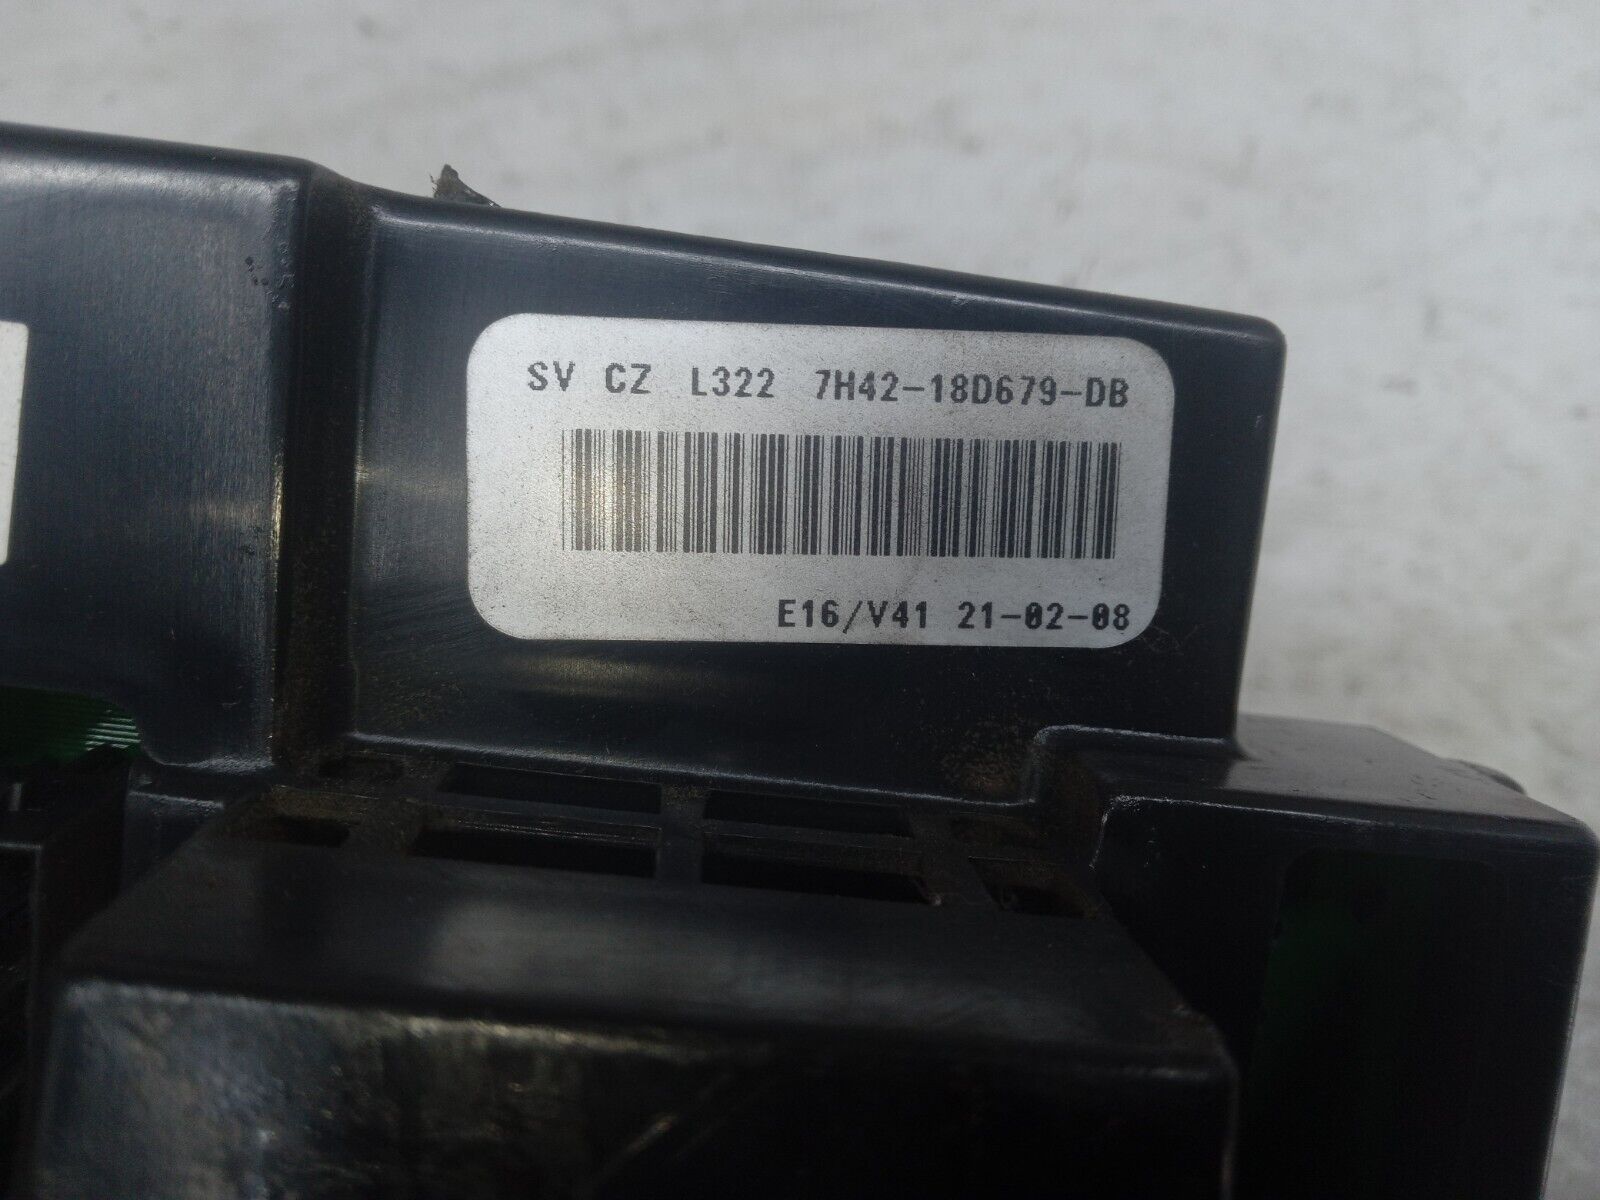 SV CZ L322 7H42-18D679-DB
E16/V41 21-02-08